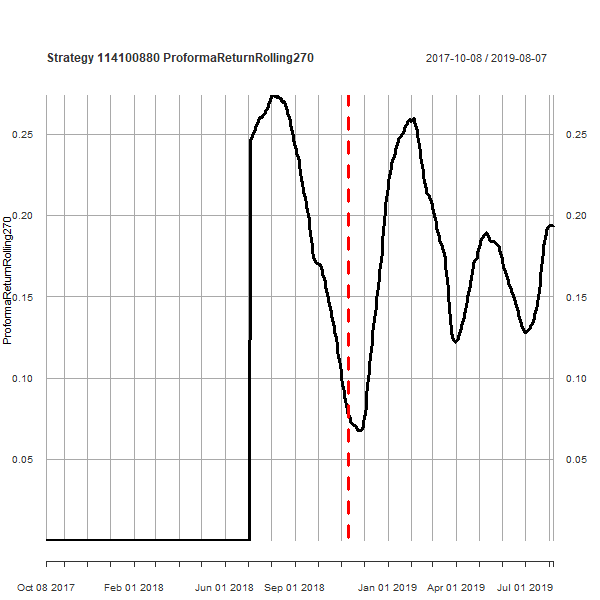 Strategy 114100880 ProformaReturnRolling270 2017-10-08 / 2019-08-07
ProformaReturnRolling270
0.25 0.25
0.20 0.20
0.15 0.15
0.10 0.10
0.05 0.05
Oct 08 2017 Feb 01 2018 Jun 01 2018 Sep 01 2018 Jan 01 2019 Apr 01 2019 Jul 01 2019